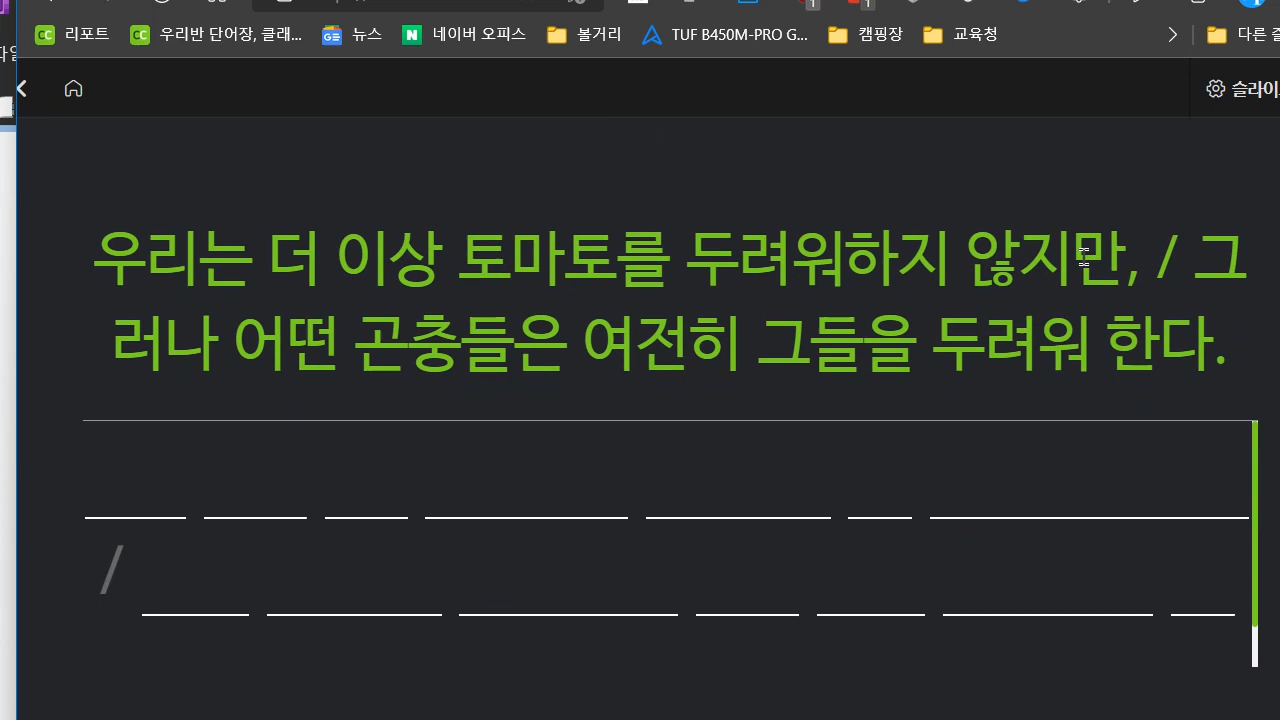 리포트 우리반 단어장, 클래... 뉴스 네이버 오피스 볼거리 TUF B450M-PRO G... 캠핑장 교육청 다른 즐
슬라이드
우리는 더 이상 토마토를 두려워하지 않지만, / 그
러나 어떤 곤충들은 여전히 그들을 두려워 한다.
/